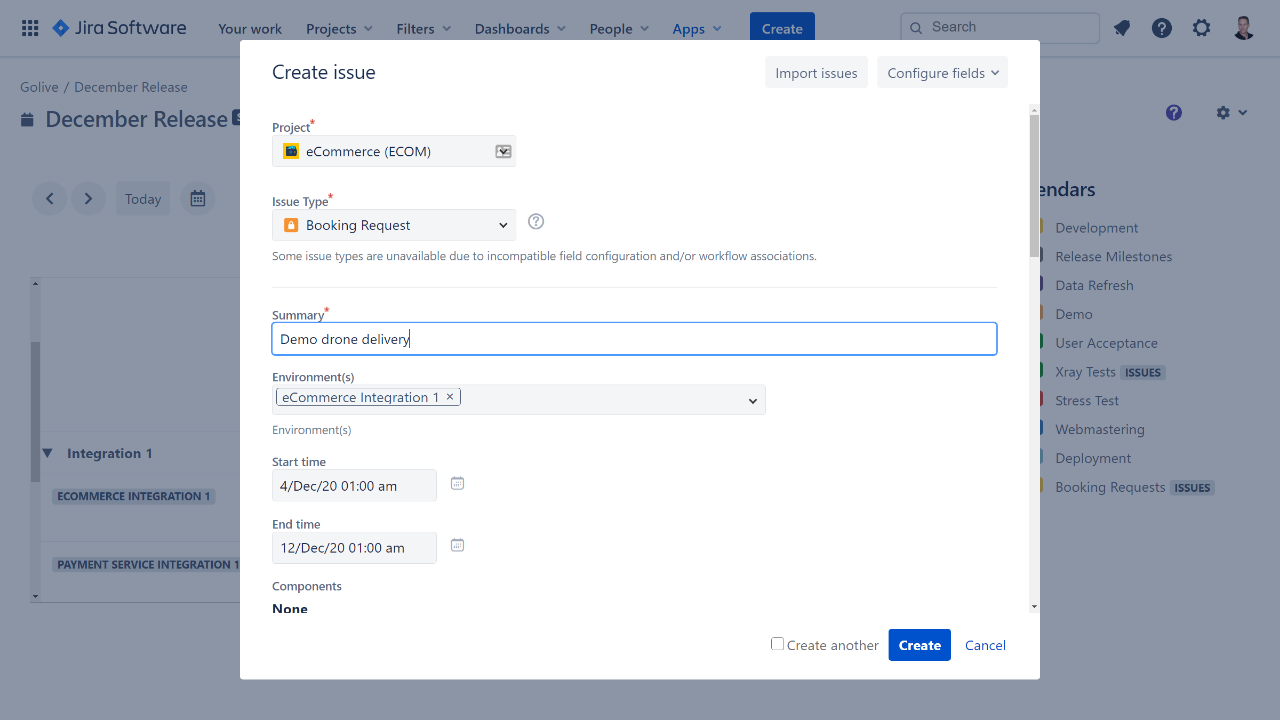 Jira Software Your work Projects Filters Dashboards People Apps Create Search
Golive / December Release
December Release
Today
Integration 1
ECOMMERCE INTEGRATION 1
PAYMENT SERVICE INTEGRATION 1
Create issue
Import issues Configure fields
Project*
eCommerce (ECOM)
Issue Type*
Booking Request
Some issue types are unavailable due to incompatible field configuration and/or workflow associations.
Summary*
Demo drone delivery
Environment(s)
eCommerce Integration 1 ×
Environment(s)
Start time
4/Dec/20 01:00 am
End time
12/Dec/20 01:00 am
Components
None
Create another Create Cancel
endars
Development
Release Milestones
Data Refresh
Demo
User Acceptance
Xray Tests ISSUES
Stress Test
Webmastering
Deployment
Booking Requests ISSUES